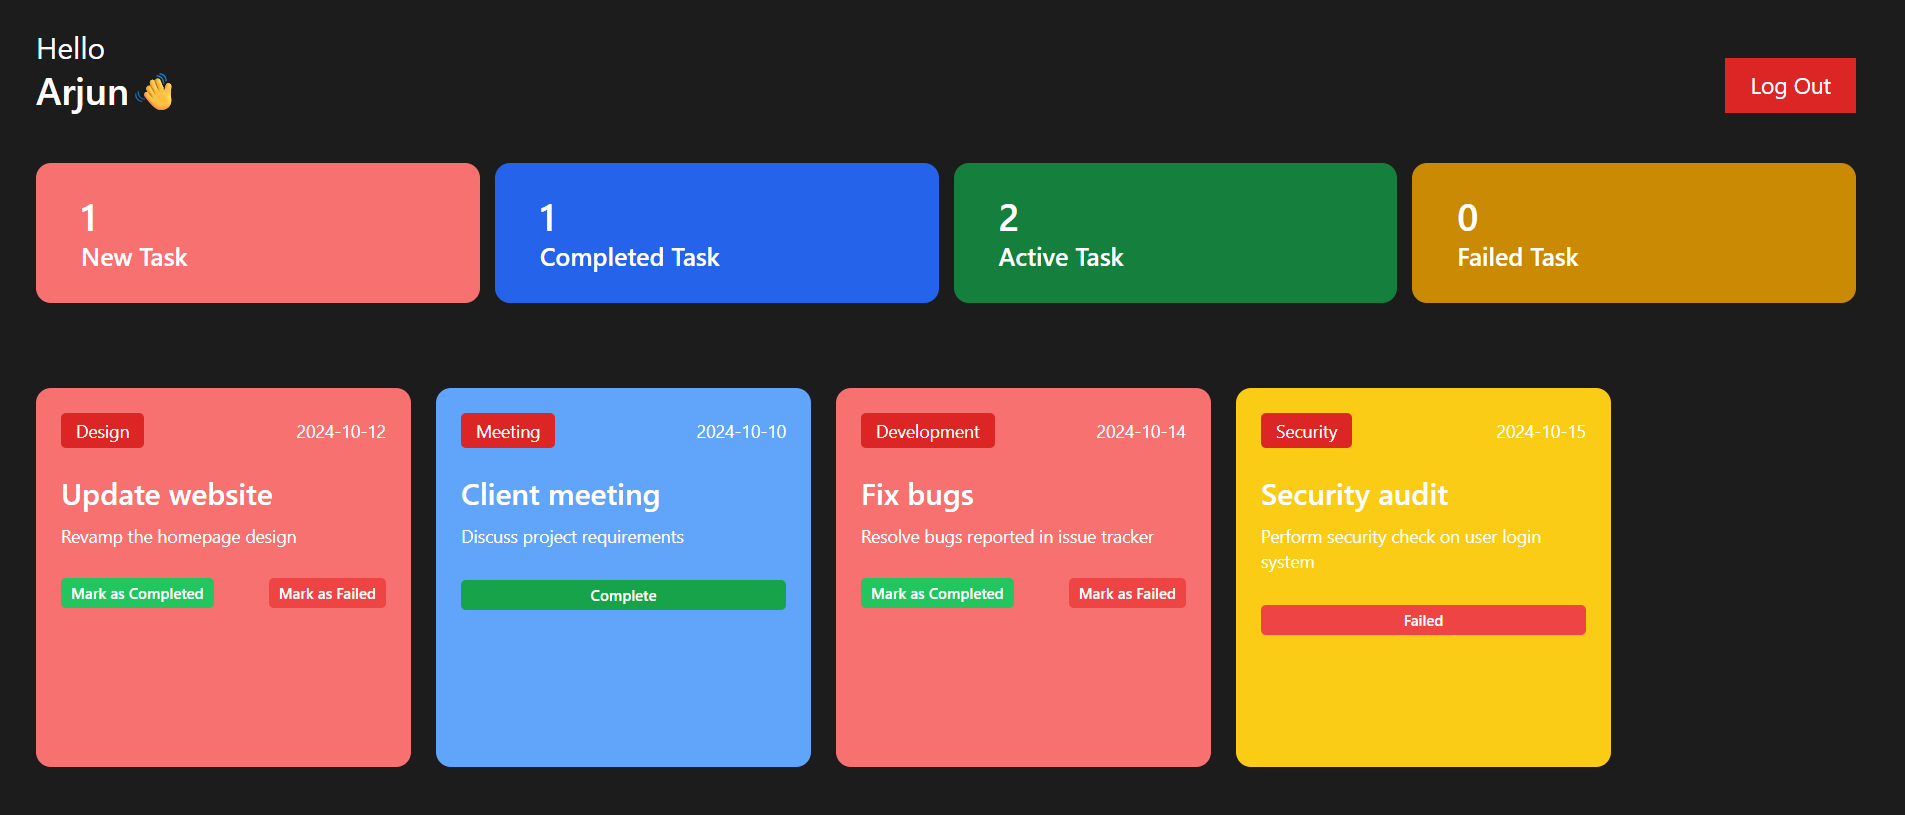 Hello
Arjun 👋
Log Out
1
New Task
1
Completed Task
2
Active Task
0
Failed Task
Design 2024-10-12
Update website
Revamp the homepage design
Mark as Completed Mark as Failed
Meeting 2024-10-10
Client meeting
Discuss project requirements
Complete
Development 2024-10-14
Fix bugs
Resolve bugs reported in issue tracker
Mark as Completed Mark as Failed
Security 2024-10-15
Security audit
Perform security check on user login
system
Failed